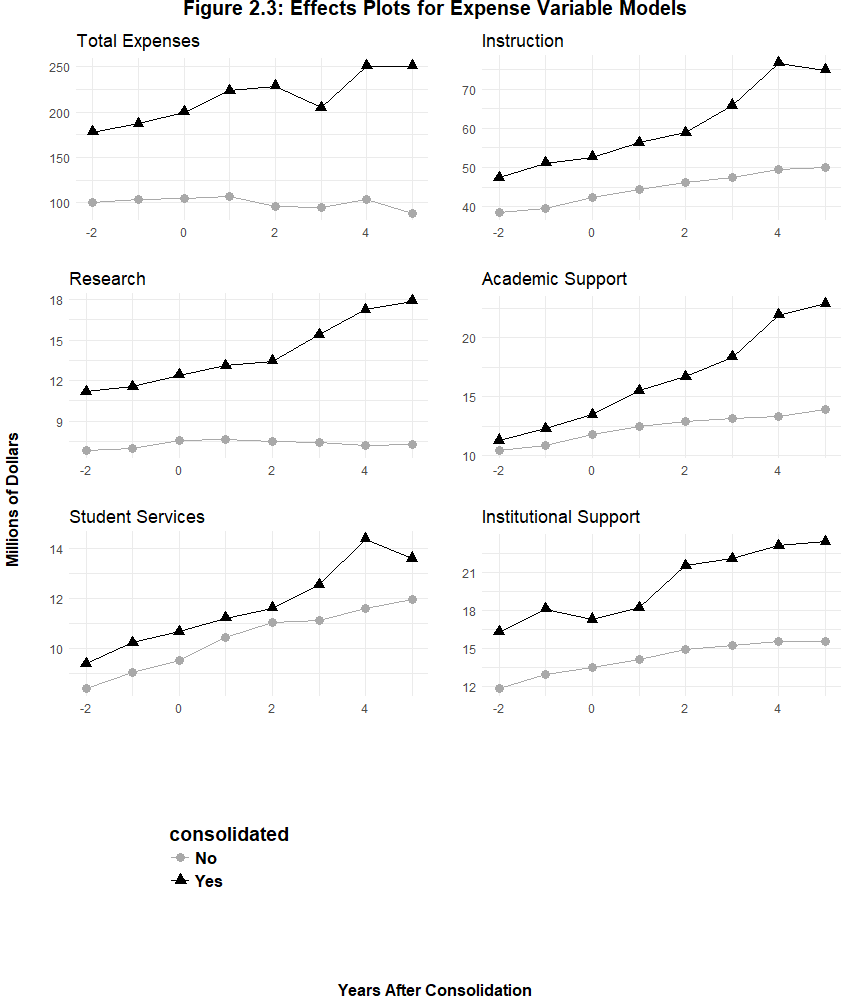 Figure 2.3: Effects Plots for Expense Variable Models
Total Expenses
250
200
150
100
-2 0 2 4
Instruction
70
60
50
40
-2 0 2 4
Research
18
15
12
9
-2 0 2 4
Academic Support
20
15
10
-2 0 2 4
Student Services
14
12
10
-2 0 2 4
Institutional Support
21
18
15
12
-2 0 2 4
Millions of Dollars
consolidated
No
Yes
Years After Consolidation